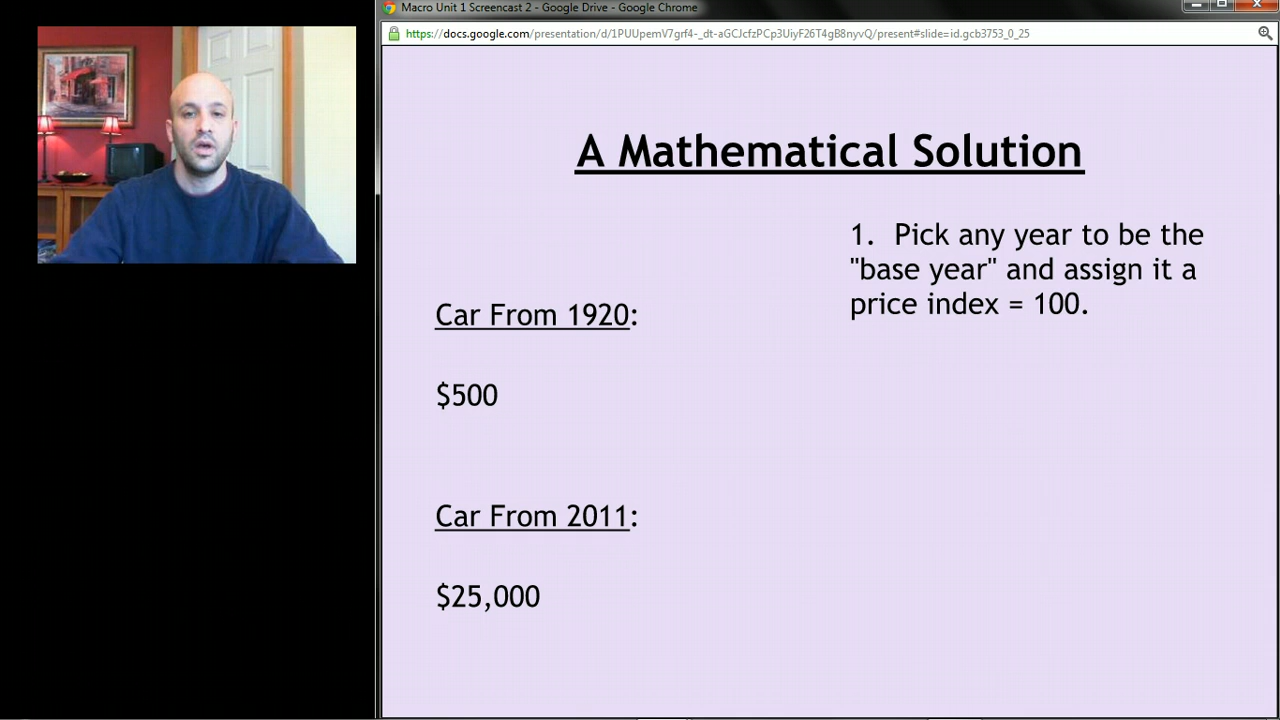 Macro Unit 1 Screencast 2 - Google Drive - Google Chrome
https://docs.google.com/presentation/d/1PUUpemV7grf4-_dt-aGCJcfzPCp3UiyF26T4gB8nyvQ/present#slide=id.gcb3753_0_25
A Mathematical Solution
1. Pick any year to be the
"base year" and assign it a
price index = 100.
Car From 1920:
$500
Car From 2011:
$25,000